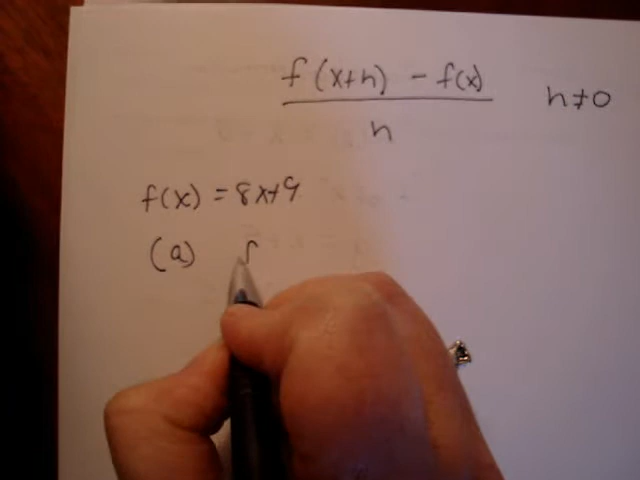 f(x+h) - f(x)
h
h≠0
f(x) = 8x+9
(a) f